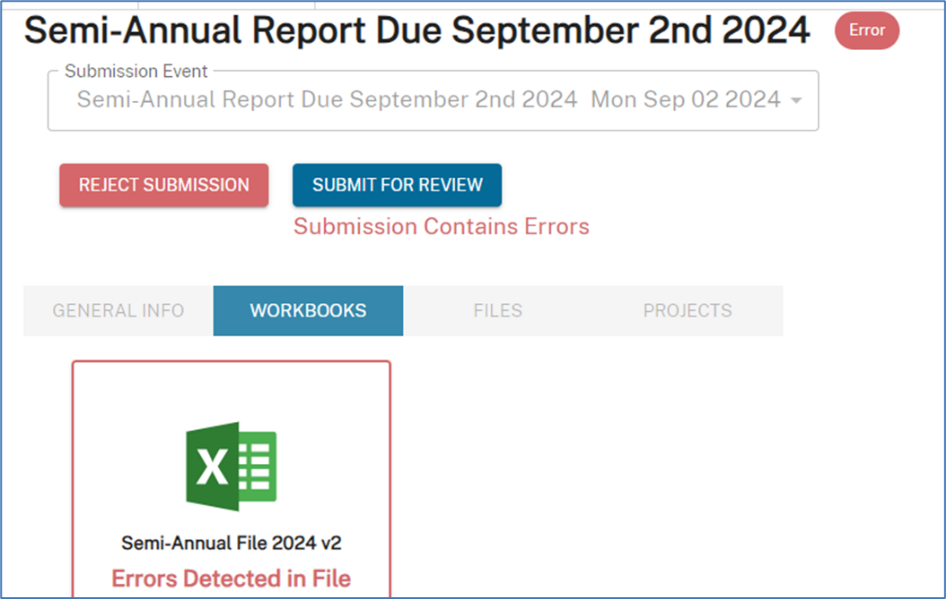 Semi-Annual Report Due September 2nd 2024 Error
Submission Event
Semi-Annual Report Due September 2nd 2024 Mon Sep 02 2024
REJECT SUBMISSION SUBMIT FOR REVIEW
Submission Contains Errors
GENERAL INFO WORKBOOKS FILES PROJECTS
X
Semi-Annual File 2024 v2
Errors Detected in File